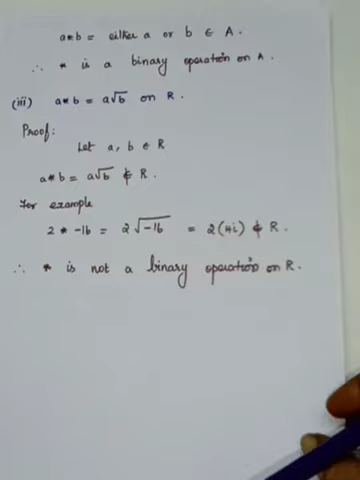 a*b = either a or b ∈ A.
∴ * is a binary operation on A.
(iii) a*b = a√b on R.
Proof:
Let a, b ∈ R
a*b = a√b ∉ R.
For example
2 * -16 = 2√-16 = 2(4i) ∉ R.
∴ * is not a binary operation on R.